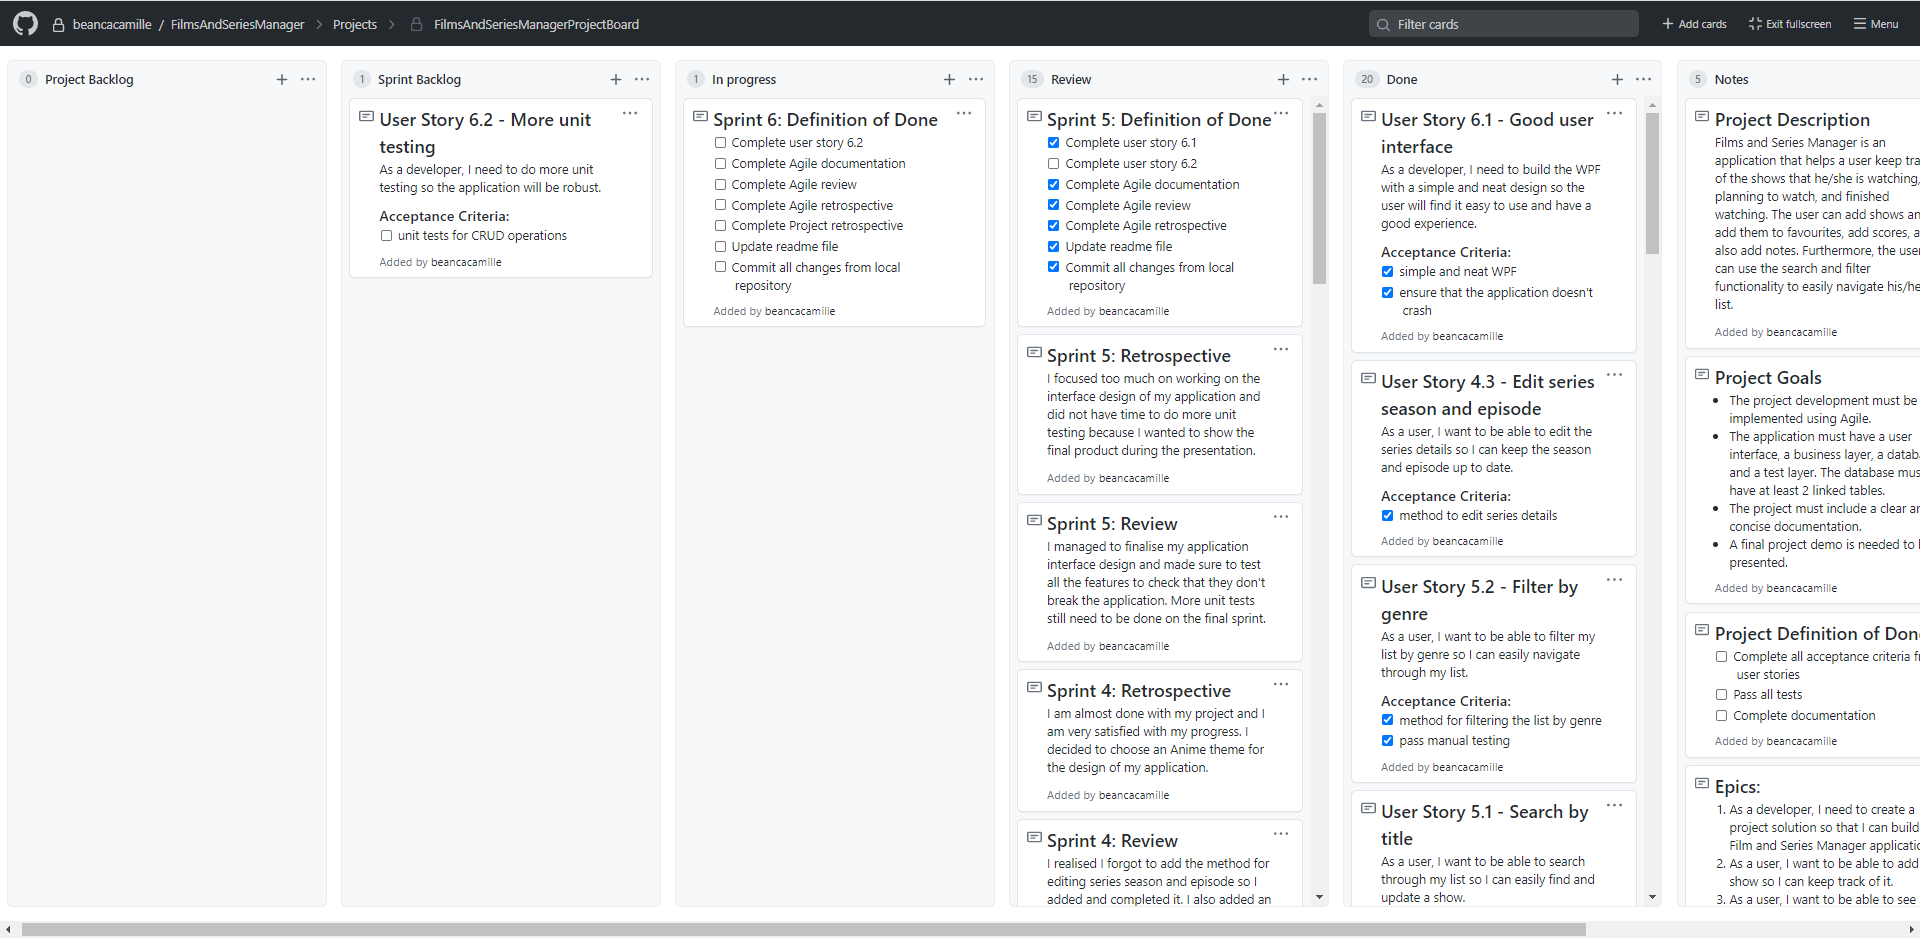 beancacamille / FilmsAndSeriesManager > Projects > FilmsAndSeriesManagerProjectBoard
Filter cards
Add cards
Exit fullscreen
Menu
0 Project Backlog
1 Sprint Backlog
User Story 6.2 - More unit
testing
As a developer, I need to do more unit
testing so the application will be robust.
Acceptance Criteria:
unit tests for CRUD operations
Added by beancacamille
1 In progress
Sprint 6: Definition of Done
Complete user story 6.2
Complete Agile documentation
Complete Agile review
Complete Agile retrospective
Complete Project retrospective
Update readme file
Commit all changes from local
repository
Added by beancacamille
15 Review
Sprint 5: Definition of Done
Complete user story 6.1
Complete user story 6.2
Complete Agile documentation
Complete Agile review
Complete Agile retrospective
Update readme file
Commit all changes from local
repository
Added by beancacamille
Sprint 5: Retrospective
I focused too much on working on the
interface design of my application and
did not have time to do more unit
testing because I wanted to show the
final product during the presentation.
Added by beancacamille
Sprint 5: Review
I managed to finalise my application
interface design and made sure to test
all the features to check that they don't
break the application. More unit tests
still need to be done on the final sprint.
Added by beancacamille
Sprint 4: Retrospective
I am almost done with my project and I
am very satisfied with my progress. I
decided to choose an Anime theme for
the design of my application.
Added by beancacamille
Sprint 4: Review
I realised I forgot to add the method for
editing series season and episode so I
added and completed it. I also added an
20 Done
User Story 6.1 - Good user
interface
As a developer, I need to build the WPF
with a simple and neat design so the
user will find it easy to use and have a
good experience.
Acceptance Criteria:
simple and neat WPF
ensure that the application doesn't
crash
Added by beancacamille
User Story 4.3 - Edit series
season and episode
As a user, I want to be able to edit the
series details so I can keep the season
and episode up to date.
Acceptance Criteria:
method to edit series details
Added by beancacamille
User Story 5.2 - Filter by
genre
As a user, I want to be able to filter my
list by genre so I can easily navigate
through my list.
Acceptance Criteria:
method for filtering the list by genre
pass manual testing
Added by beancacamille
User Story 5.1 - Search by
title
As a user, I want to be able to search
through my list so I can easily find and
update a show.
5 Notes
Project Description
Films and Series Manager is an
application that helps a user keep tra
of the shows that he/she is watching,
planning to watch, and finished
watching. The user can add shows an
add them to favourites, add scores, a
also add notes. Furthermore, the user
can use the search and filter
functionality to easily navigate his/he
list.
Added by beancacamille
Project Goals
• The project development must be
implemented using Agile.
• The application must have a user
interface, a business layer, a databa
and a test layer. The database mus
have at least 2 linked tables.
• The project must include a clear an
concise documentation.
• A final project demo is needed to
presented.
Added by beancacamille
Project Definition of Don
Complete all acceptance criteria fr
user stories
Pass all tests
Complete documentation
Added by beancacamille
Epics:
1. As a developer, I need to create a
project solution so that I can build
Film and Series Manager applicatio
2. As a user, I want to be able to add
show so I can keep track of it.
3. As a user, I want to be able to see